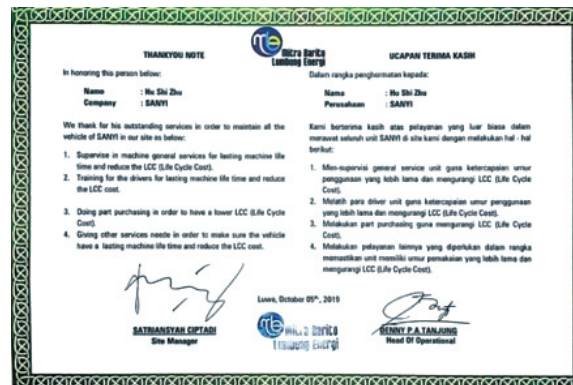 Mitra Barito
Lumbung Energi
THANKYOU NOTE
In honoring this person below:
Name : Hu Shi Zhu
Company : SANYI
We thank for his outstanding services in order to maintain all the
vehicle of SANYI in our site as below:
1. Supervise in machine general services for lasting machine life
time and reduce the LCC (Life Cycle Cost).
2. Training for the drivers for lasting machine life time and reduce
the LCC cost.
3. Doing part purchasing in order to have a lower LCC (Life Cycle
Cost).
4. Giving other services neede in order to make sure the vehicle
have a lasting machine life time and reduce the LCC cost.
SATRIANSYAH CIPTADI
Site Manager
UCAPAN TERIMA KASIH
Dalam rangka penghormatan kepada:
Nama : Hu Shi Zhu
Perusahaan : SANYI
Kami berterima kasih atas pelayanan yang luar biasa dalam
merawat seluruh unit SANYI di site kami dengan melakukan hal - hal
berikut:
1. Men-supervisi general service unit guna ketercapaian umur
penggunaan yang lebih lama dan mengurangi LCC (Life Cycle
Cost).
2. Melatih para driver unit guna ketercapaian umur penggunaan
yang lebih lama dan mengurangi LCC (Life Cycle Cost).
3. Melakukan part purchasing guna mengurangi LCC (Life Cycle
Cost).
4. Melakukan pelayanan lainnya yang diperlukan dalam rangka
memastikan unit memiliki umur pemakaian yang lebih lama dan
mengurangi LCC (Life Cycle Cost).
Luwe, October 05th, 2019
Mitra Barito
Lumbung Energi
DENNY P.A.TANJUNG
Head Of Operational